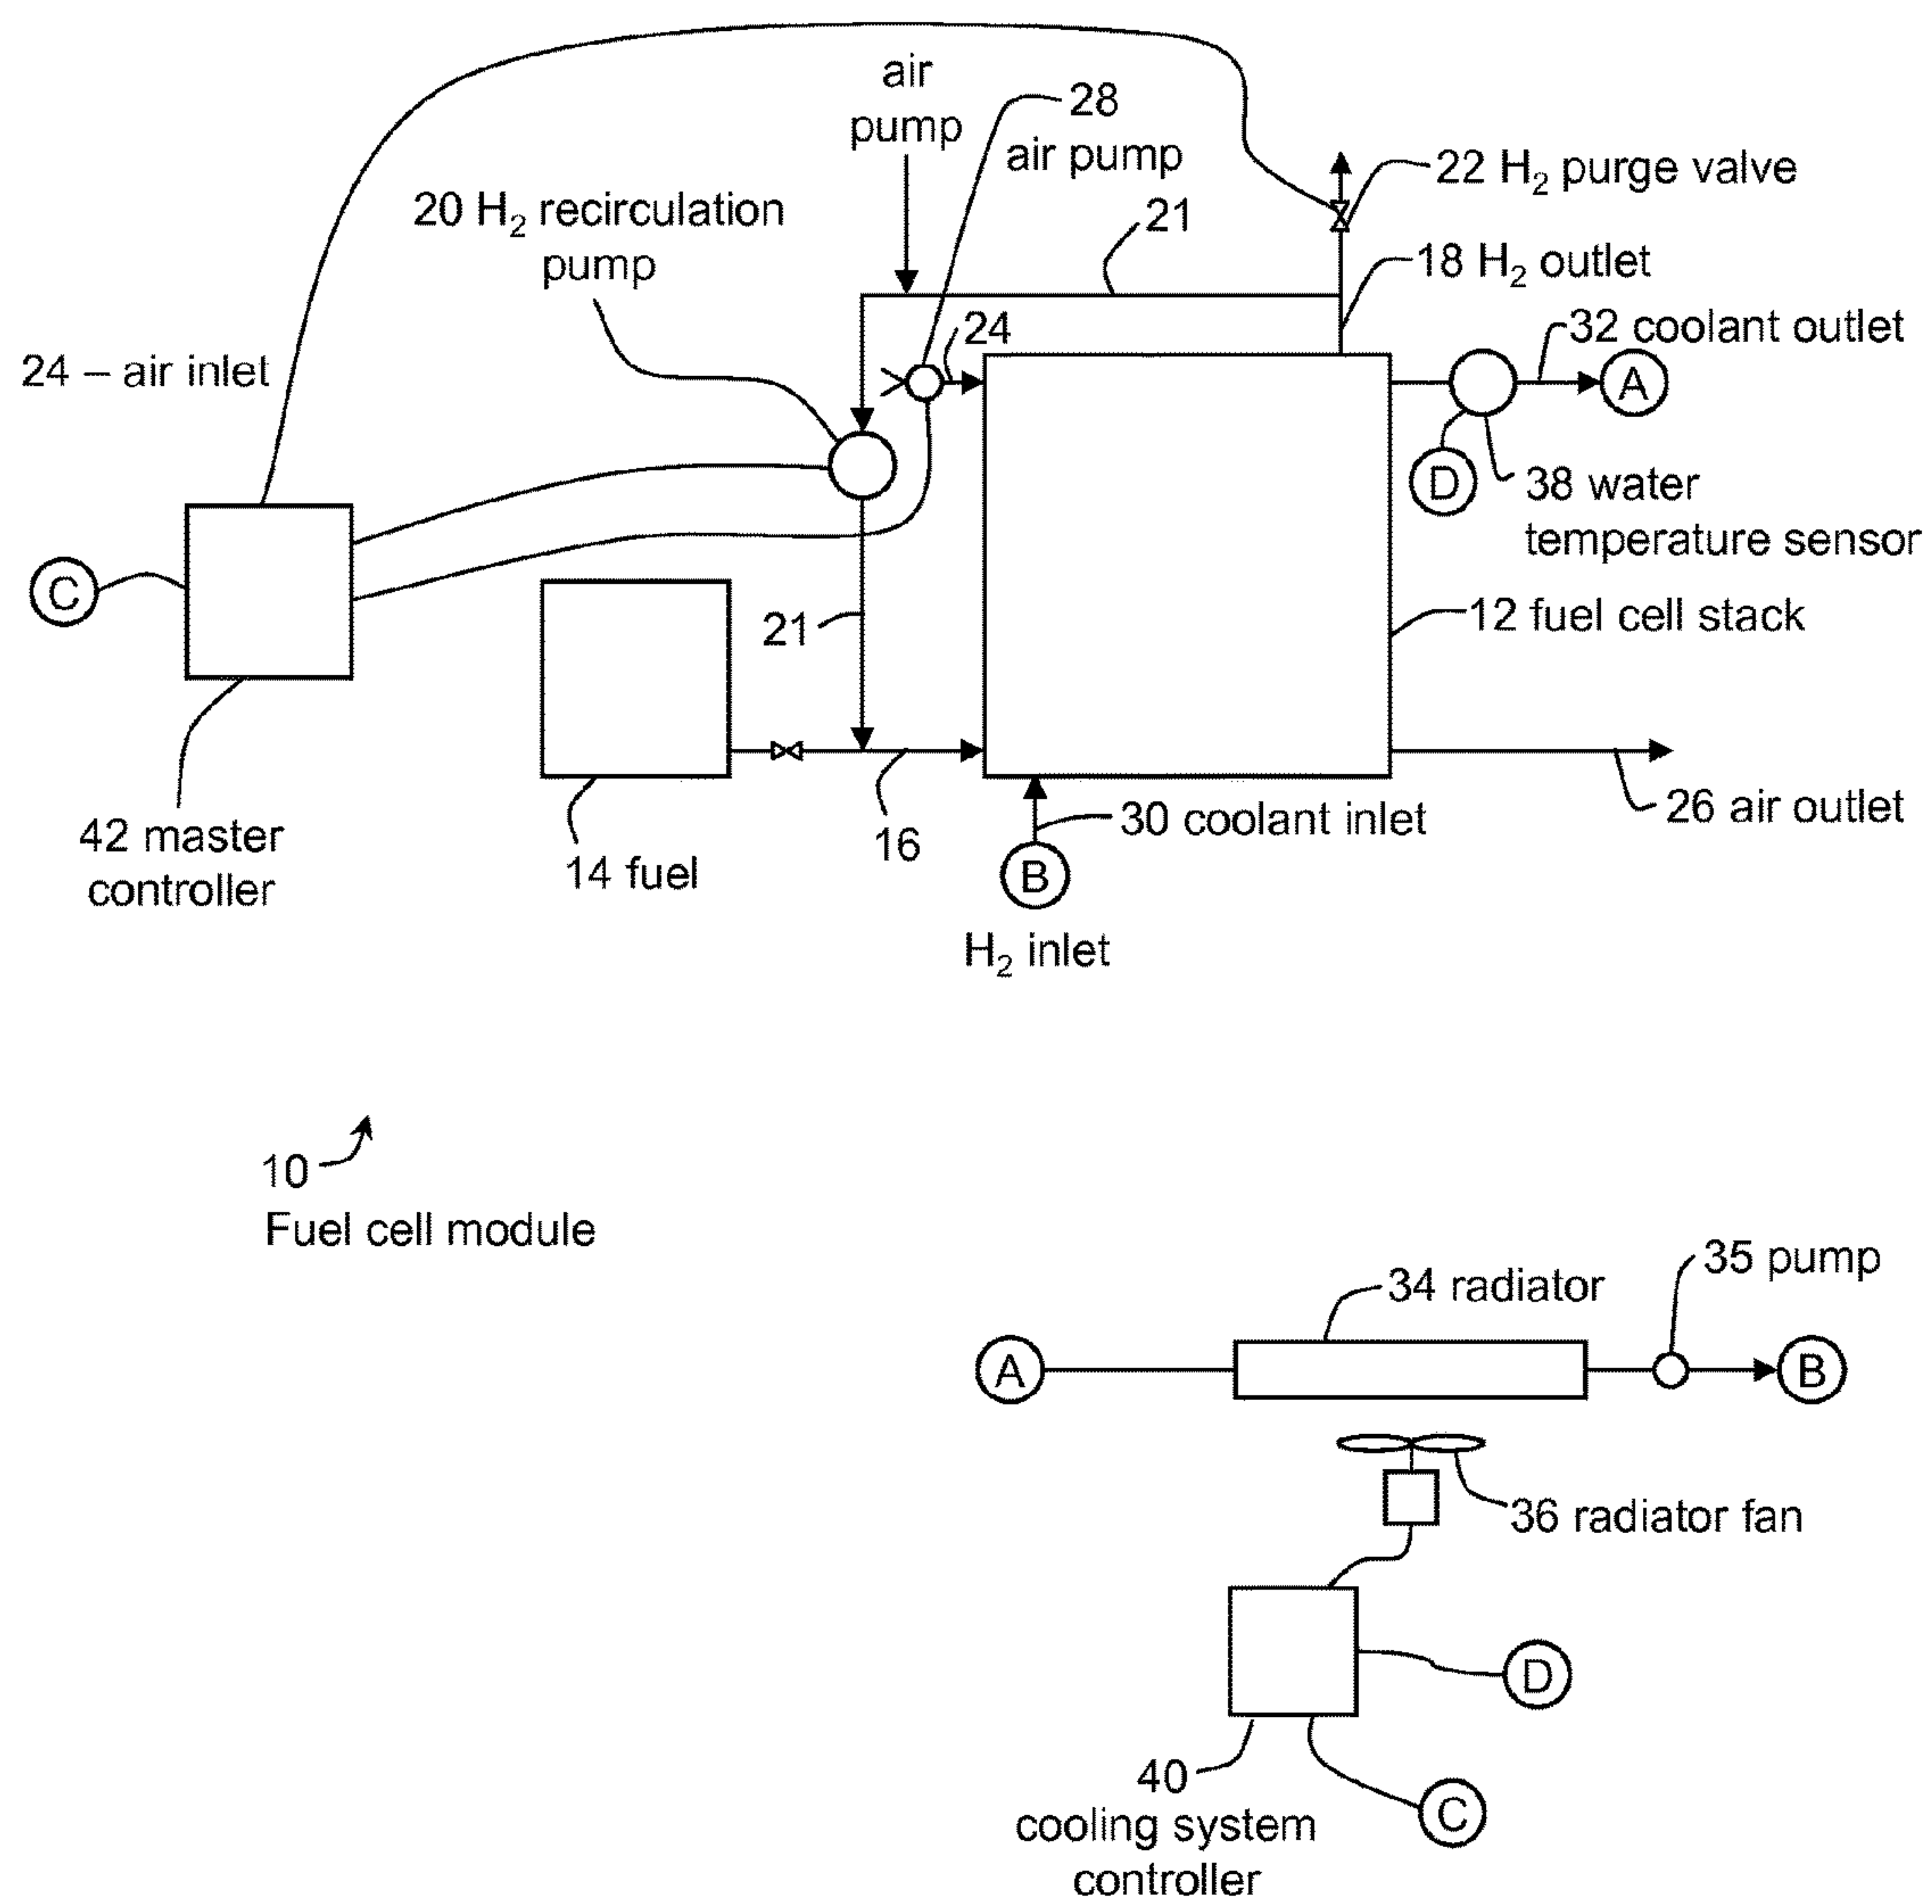 air
pump
28
air pump
22 H2 purge valve
20 H2 recirculation
pump
21
18 H2 outlet
24 – air inlet
24
32 coolant outlet
A
D
38 water
temperature sensor
C
21
12 fuel cell stack
42 master
controller
14 fuel
16
30 coolant inlet
26 air outlet
B
H2 inlet
10
Fuel cell module
34 radiator
35 pump
A
B
36 radiator fan
D
40
cooling system
controller
C